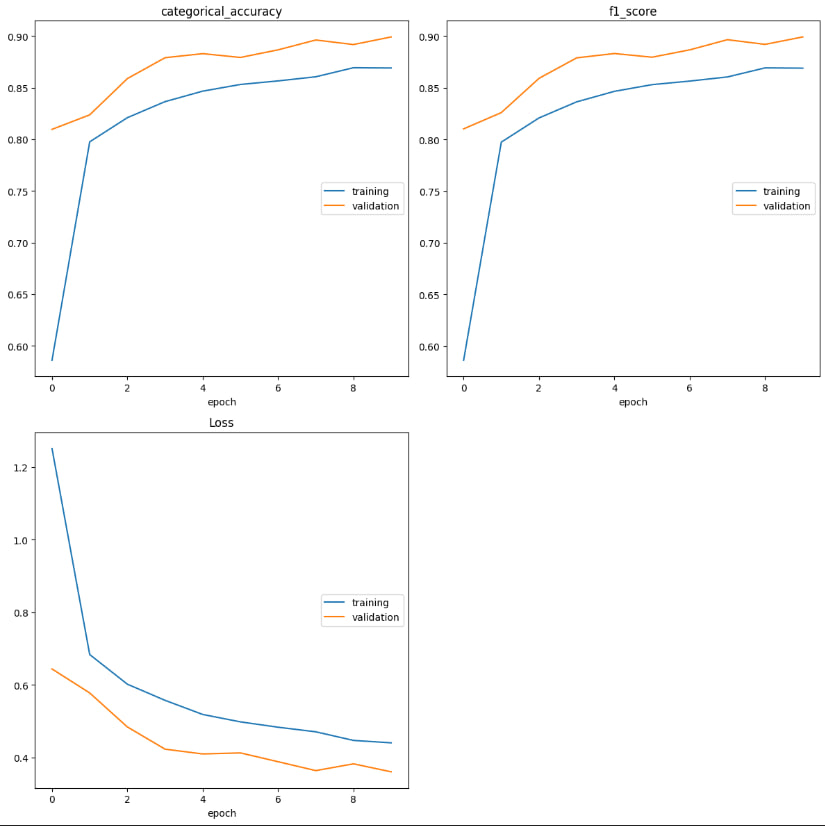 categorical_accuracy
0.90
0.85
0.80
0.75
0.70
0.65
0.60
training
validation
0 2 4 6 8
epoch
f1_score
0.90
0.85
0.80
0.75
0.70
0.65
0.60
training
validation
0 2 4 6 8
epoch
Loss
1.2
1.0
0.8
0.6
0.4
training
validation
0 2 4 6 8
epoch